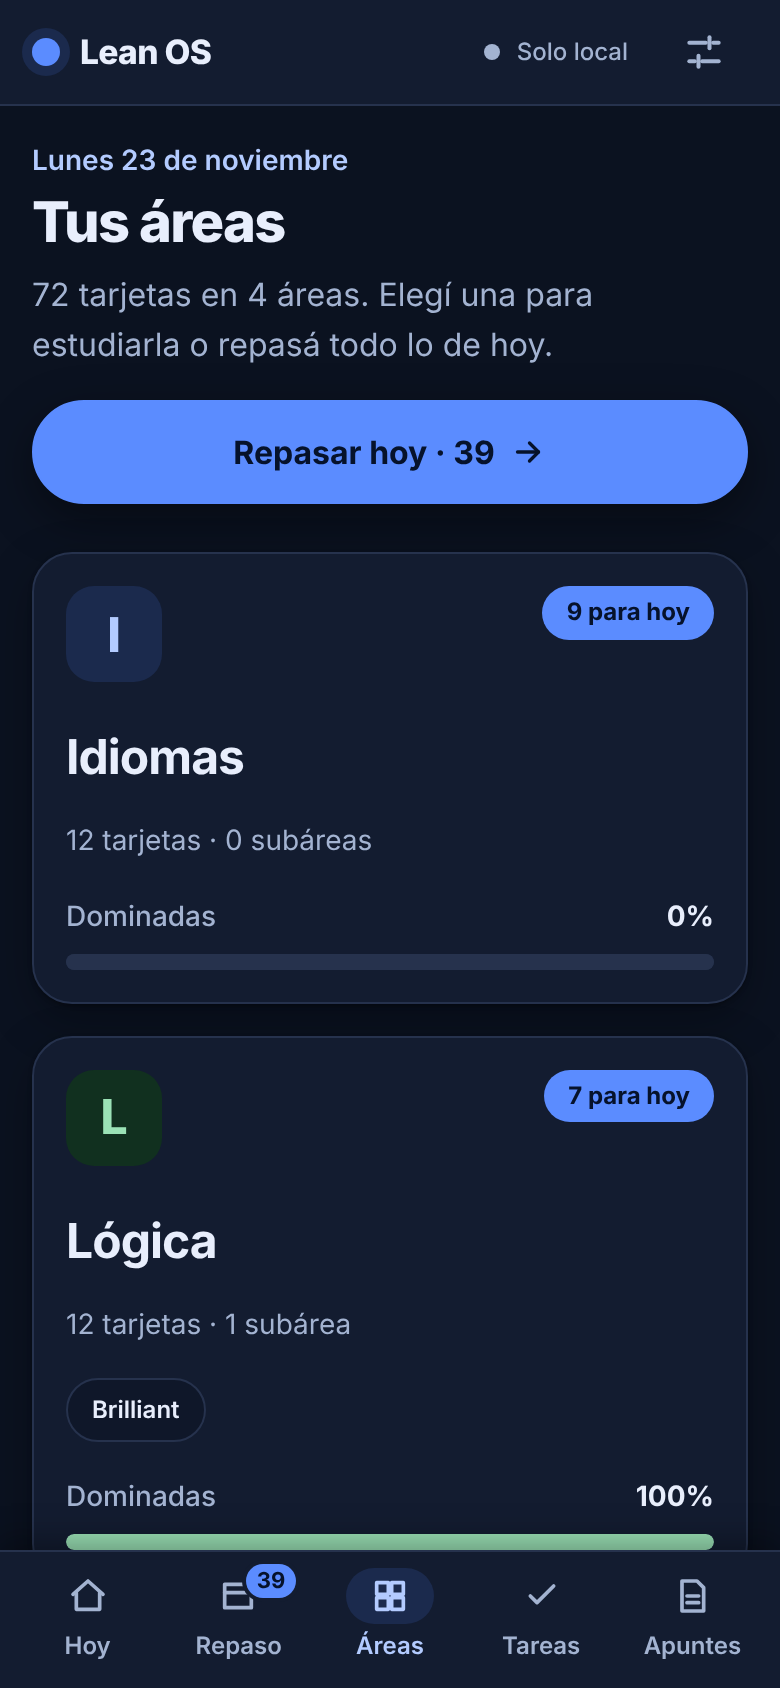 Lean OS
Solo local
Lunes 23 de noviembre
Tus áreas
72 tarjetas en 4 áreas. Elegí una para
estudiarla o repasá todo lo de hoy.
Repasar hoy · 39 →
I
9 para hoy
Idiomas
12 tarjetas · 0 subáreas
Dominadas
0%
L
7 para hoy
Lógica
12 tarjetas · 1 subárea
Brilliant
Dominadas
100%
39
Hoy
Repaso
Áreas
Tareas
Apuntes